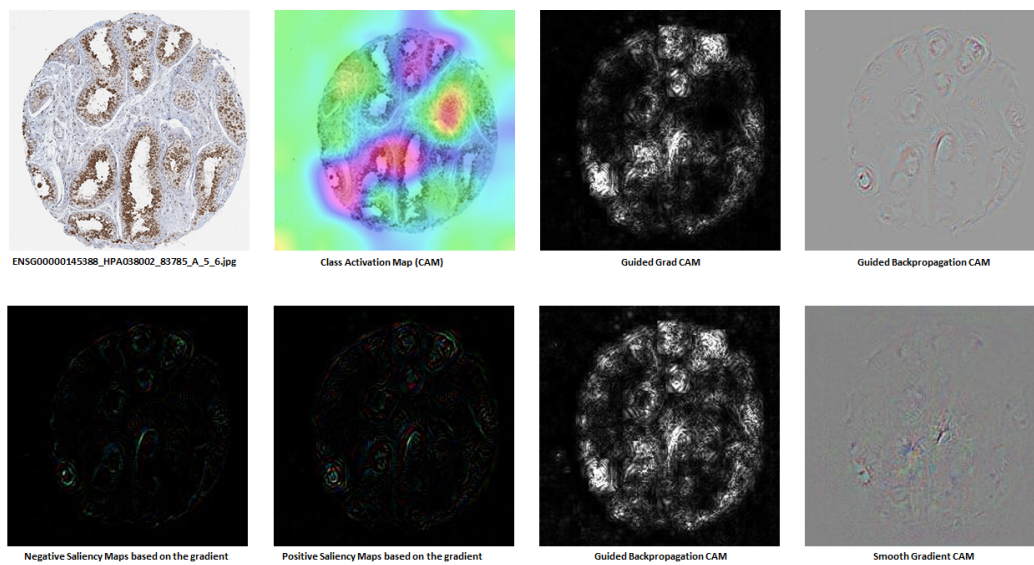 ENSG00000145388_HPA038002_83785_A_5_6.jpg
Class Activation Map (CAM)
Guided Grad CAM
Guided Backpropagation CAM
Negative Saliency Maps based on the gradient
Positive Saliency Maps based on the gradient
Guided Backpropagation CAM
Smooth Gradient CAM